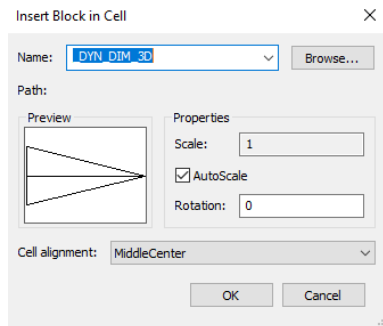 Insert Block in Cell
Name: _DYN_DIM_3D Browse...
Path:
Preview Properties
Scale: 1
AutoScale
Rotation: 0
Cell alignment: MiddleCenter
OK Cancel